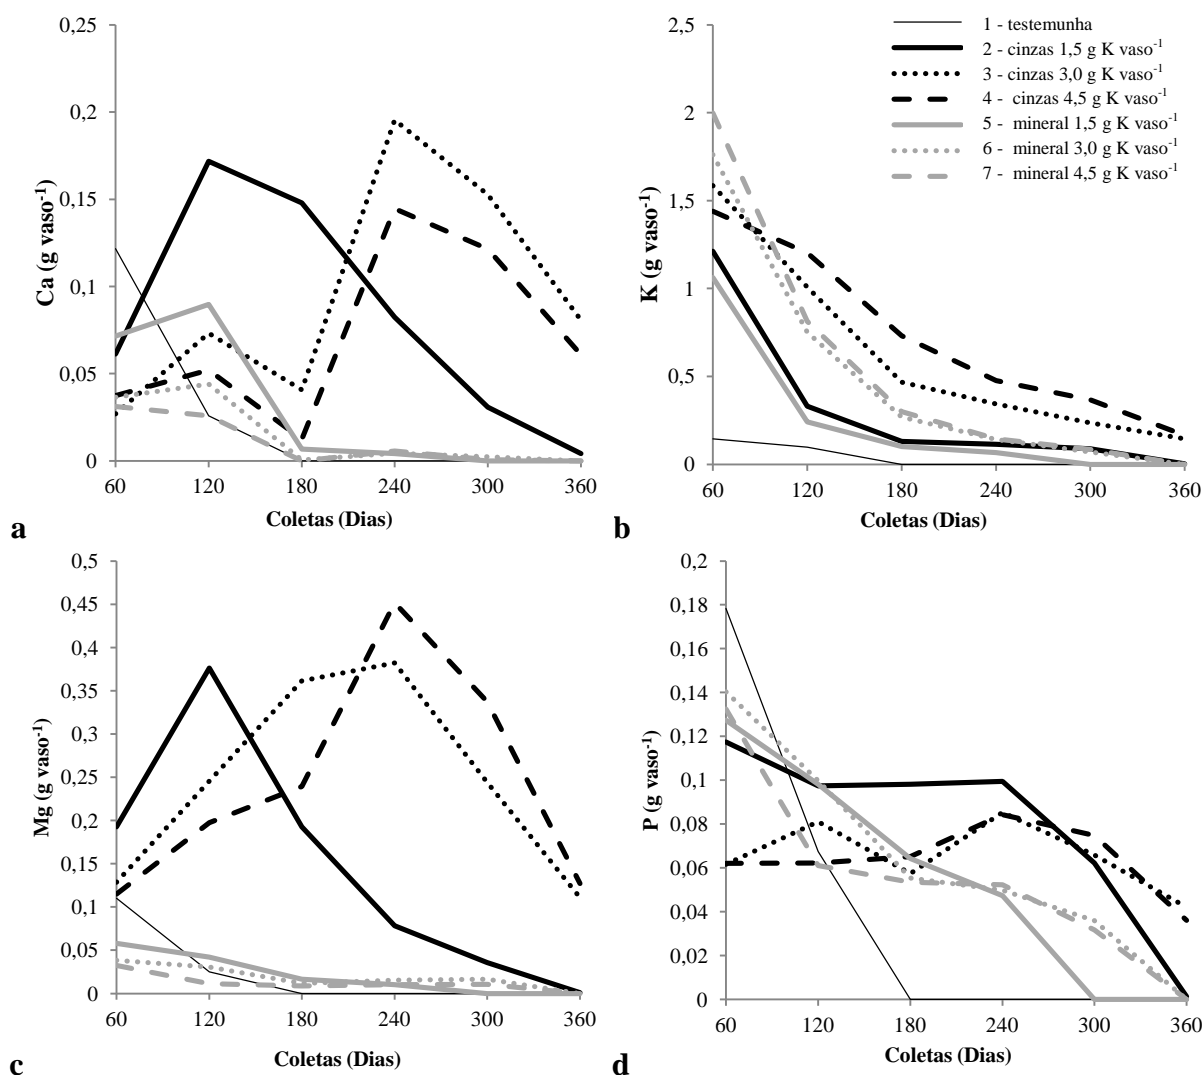 0,25
0,2
0,15
0,1
0,05
0
Ca (g vaso-1)
60 120 180 240 300 360
Coletas (Dias)
a
2,5
2
1,5
1
0,5
0
K (g vaso-1)
60 120 180 240 300 360
Coletas (Dias)
b
1 - testemunha
2 - cinzas 1,5 g K vaso-1
3 - cinzas 3,0 g K vaso-1
4 - cinzas 4,5 g K vaso-1
5 - mineral 1,5 g K vaso-1
6 - mineral 3,0 g K vaso-1
7 - mineral 4,5 g K vaso-1
0,5
0,45
0,4
0,35
0,3
0,25
0,2
0,15
0,1
0,05
0
Mg (g vaso-1)
60 120 180 240 300 360
Coletas (Dias)
c
0,2
0,18
0,16
0,14
0,12
0,1
0,08
0,06
0,04
0,02
0
P (g vaso-1)
60 120 180 240 300 360
Coletas (Dias)
d